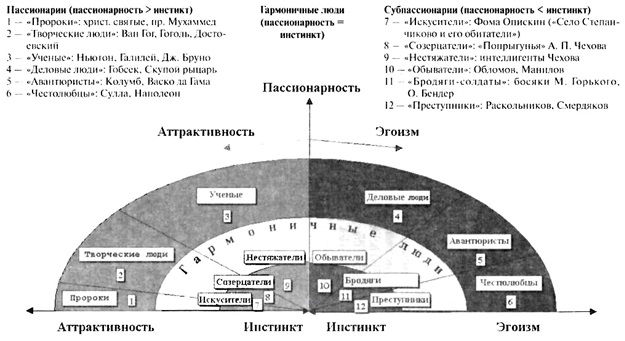 Пассионарии (пассионарность > инстикт)
1 – «Пророки»: христ. святые, пр. Мухаммед
2 – «Творческие люди»: Ван Гог, Гоголь, Досто-
евский
3 – «Ученые»: Ньютон, Галилей, Дж. Бруно
4 – «Деловые люди»: Гобсек, Скупой рыцарь
5 – «Авантюристы»: Колумб, Васко да Гама
6 – «Честолюбцы»: Сулла, Наполеон
Гармоничные люди
(пассионарность =
инстинкт)
Субпассионарии (пассионарность < инстинкт)
7 – «Искусители»: Фома Опискин («Село Степан-
чиково и его обитатели»)
8 – «Созерцатели»: «Попрыгунья» А. П. Чехова
9 – «Нестяжатели»: интеллигенты Чехова
10 – «Обыватели»: Обломов, Манилов
11 – «Бродяги-солдаты»: босяки М. Горького,
О. Бендер
12 – «Преступники»: Раскольников, Смердяков
Пассионарность
Аттрактивность
Эгоизм
Ученые
3
Деловые люди
4
Гармоничные люди
Творческие люди
2
Нестяжатели
Обыватели
Авантюристы
5
Созерцатели
9
10
Бродяги
Пророки
1
Искусители
7
8
11
12
Преступники
Честолюбцы
6
Аттрактивность
Инстинкт
Инстинкт
Эгоизм